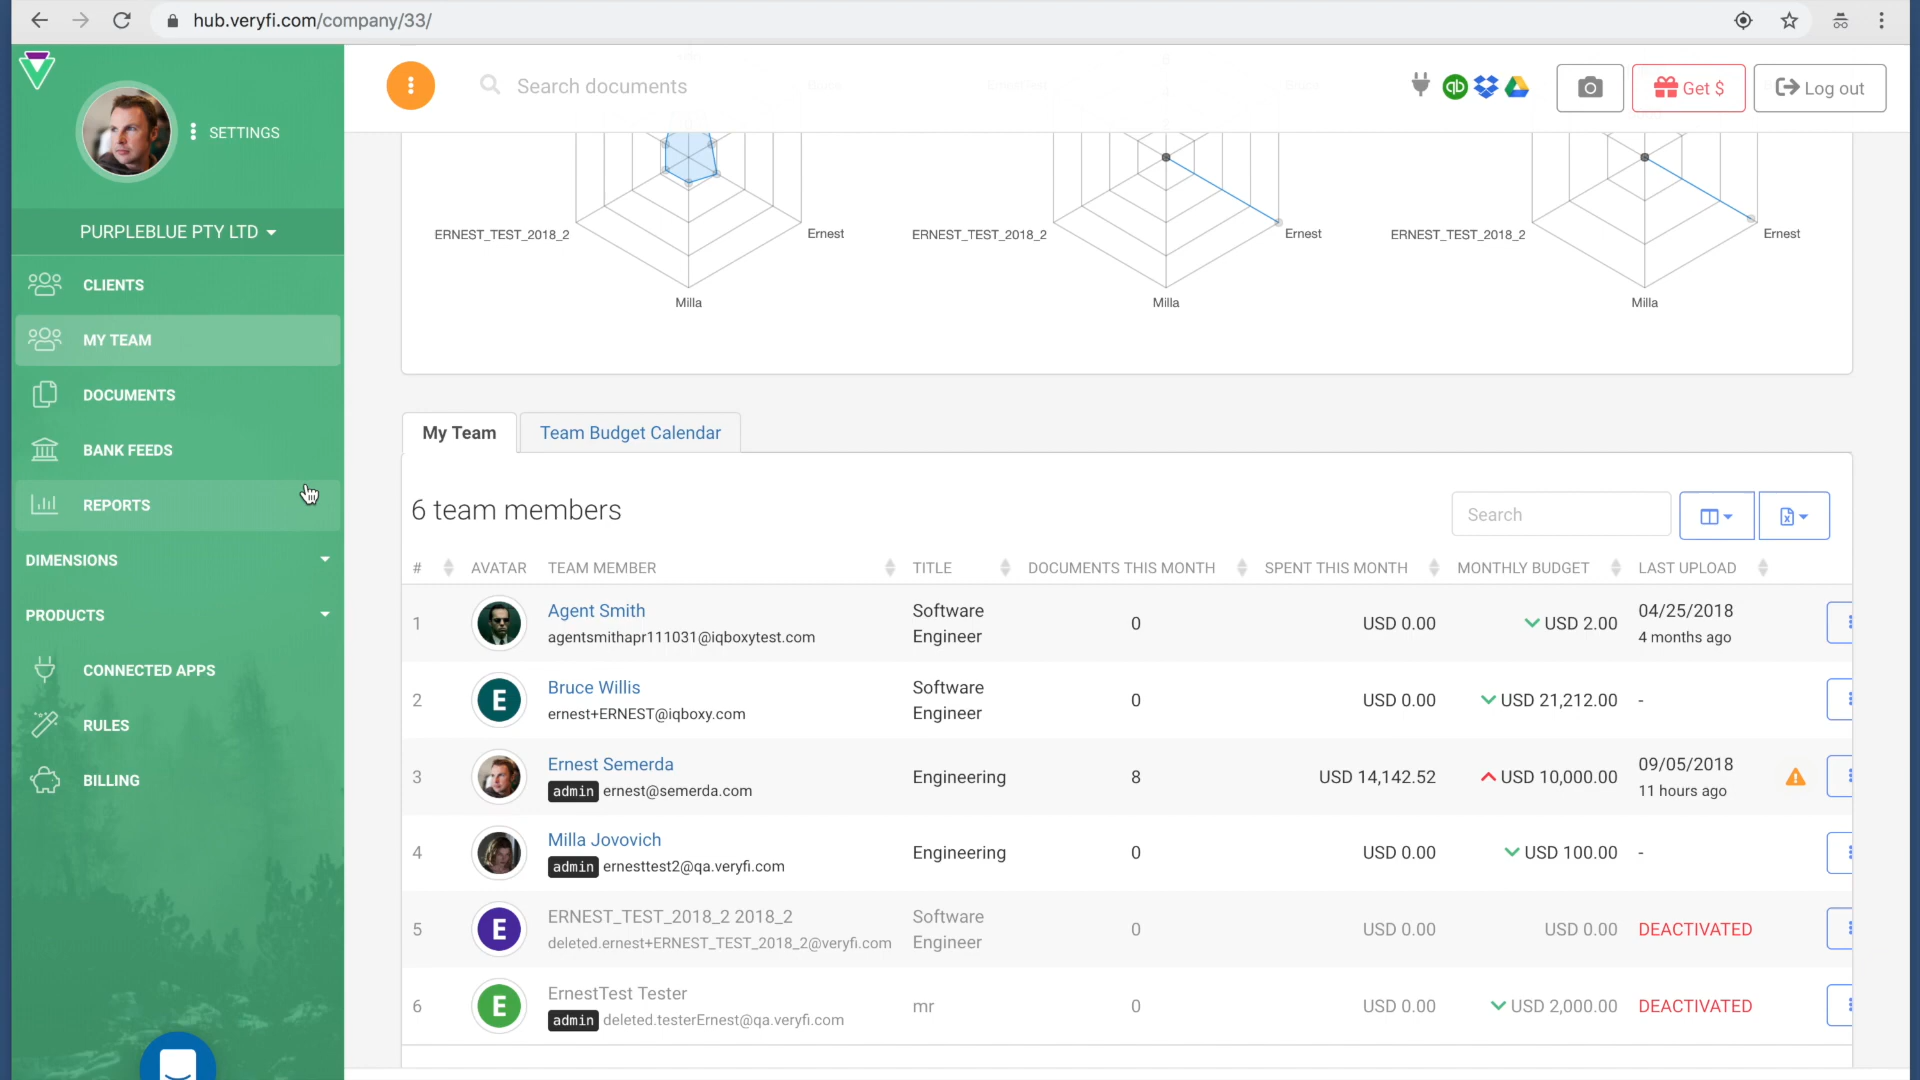 hub.veryfi.com/company/33/
SETTINGS
PURPLEBLUE PTY LTD
CLIENTS
MY TEAM
DOCUMENTS
BANK FEEDS
REPORTS
DIMENSIONS
PRODUCTS
CONNECTED APPS
RULES
BILLING
Search documents
qb
Get $
Log out
ERNEST_TEST_2018_2
Ernest
Milla
ERNEST_TEST_2018_2
Ernest
Milla
ERNEST_TEST_2018_2
Ernest
Milla
My Team
Team Budget Calendar
6 team members
Search
# AVATAR TEAM MEMBER TITLE DOCUMENTS THIS MONTH SPENT THIS MONTH MONTHLY BUDGET LAST UPLOAD
1 Agent Smith Software Engineer 0 USD 0.00 USD 2.00 04/25/2018
agentsmithapr111031@iqboxytest.com 4 months ago
2 E Bruce Willis Software Engineer 0 USD 0.00 USD 21,212.00 -
ernest+ERNEST@iqboxy.com
3 Ernest Semerda Engineering 8 USD 14,142.52 USD 10,000.00 09/05/2018
admin ernest@semerda.com 11 hours ago
4 Milla Jovovich Engineering 0 USD 0.00 USD 100.00 -
admin ernesttest2@qa.veryfi.com
5 E ERNEST_TEST_2018_2 2018_2 Software Engineer 0 USD 0.00 USD 0.00 DEACTIVATED
deleted.ernest+ERNEST_TEST_2018_2@veryfi.com
6 E ErnestTest Tester mr 0 USD 0.00 USD 2,000.00 DEACTIVATED
admin deleted.testerErnest@qa.veryfi.com